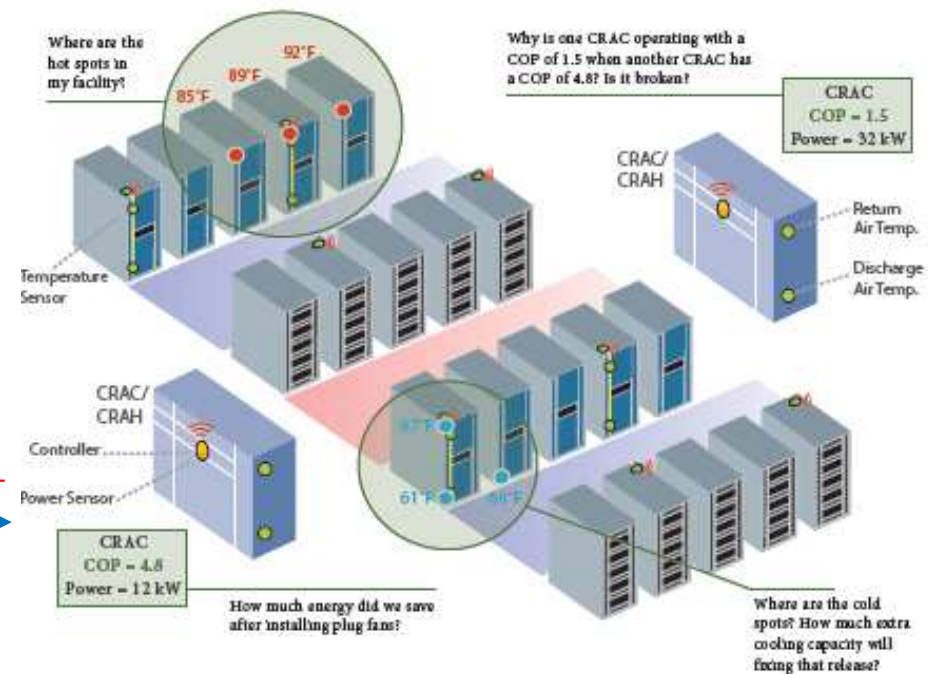 Where are the
hot spots in
my facility?
85°F
89°F
92°F
Why is one CRAC operating with a
COP of 1.5 when another CRAC has
a COP of 4.8? Is it broken?
CRAC
COP = 1.5
Power = 32 kW
CRAC/
CRAH
Return
Air Temp.
Discharge
Air Temp.
Temperature
Sensor
CRAC/
CRAH
Controller
Power Sensor
CRAC
COP = 4.8
Power = 12 kW
61°F
How much energy did we save
after installing plug fans?
Where are the cold
spots? How much extra
cooling capacity will
fixing that release?